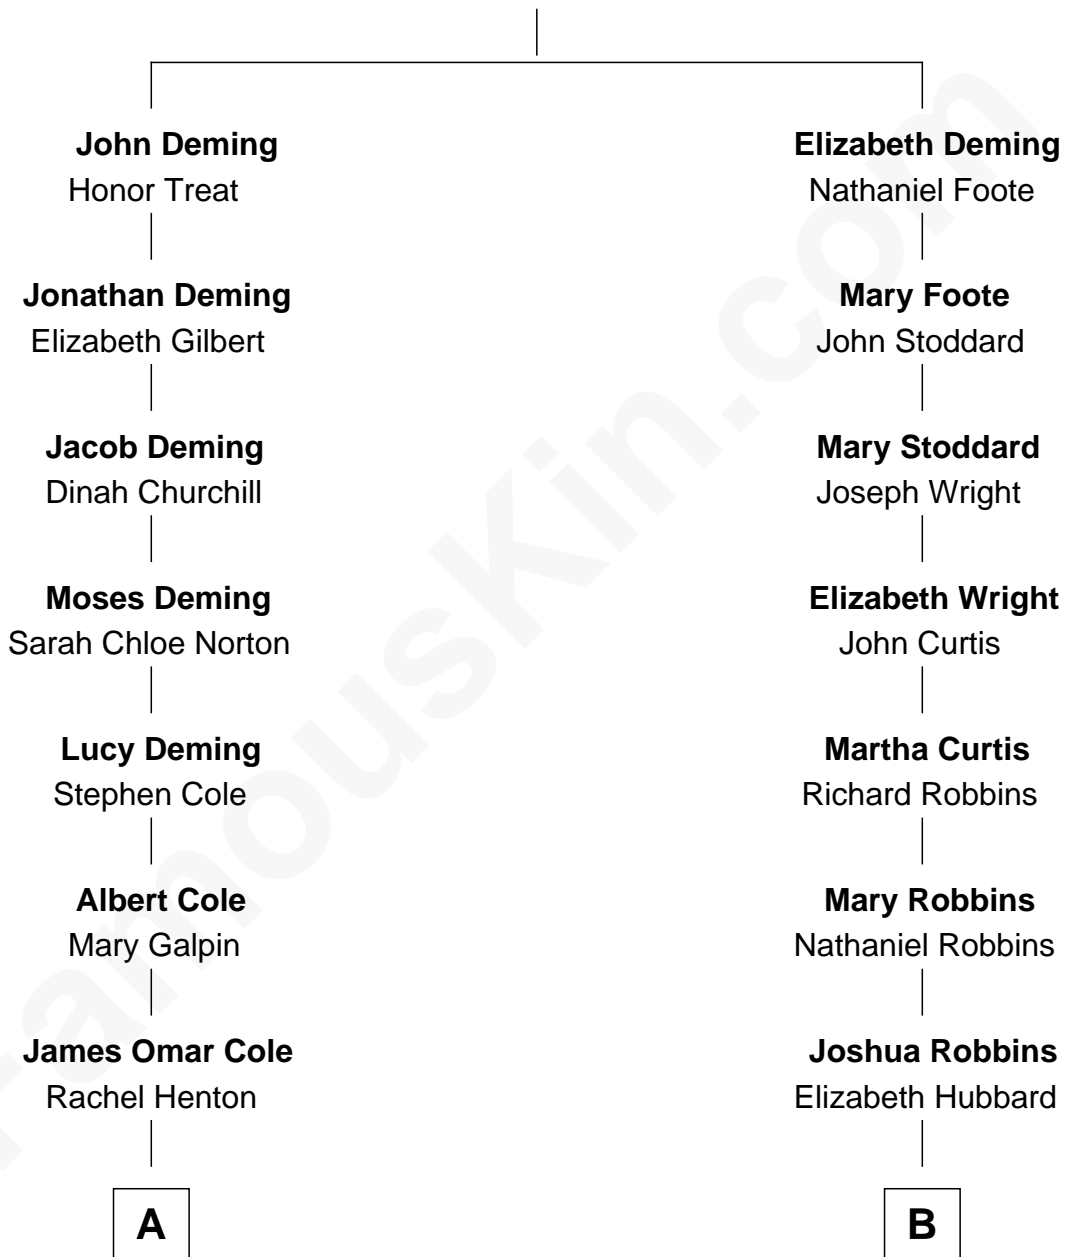 John Deming
Honor Treat
Jonathan Deming
Elizabeth Gilbert
Jacob Deming
Dinah Churchill
Moses Deming
Sarah Chloe Norton
Lucy Deming
Stephen Cole
Albert Cole
Mary Galpin
James Omar Cole
Rachel Henton
A
Elizabeth Deming
Nathaniel Foote
Mary Foote
John Stoddard
Mary Stoddard
Joseph Wright
Elizabeth Wright
John Curtis
Martha Curtis
Richard Robbins
Mary Robbins
Nathaniel Robbins
Joshua Robbins
Elizabeth Hubbard
B
FamousKin.com